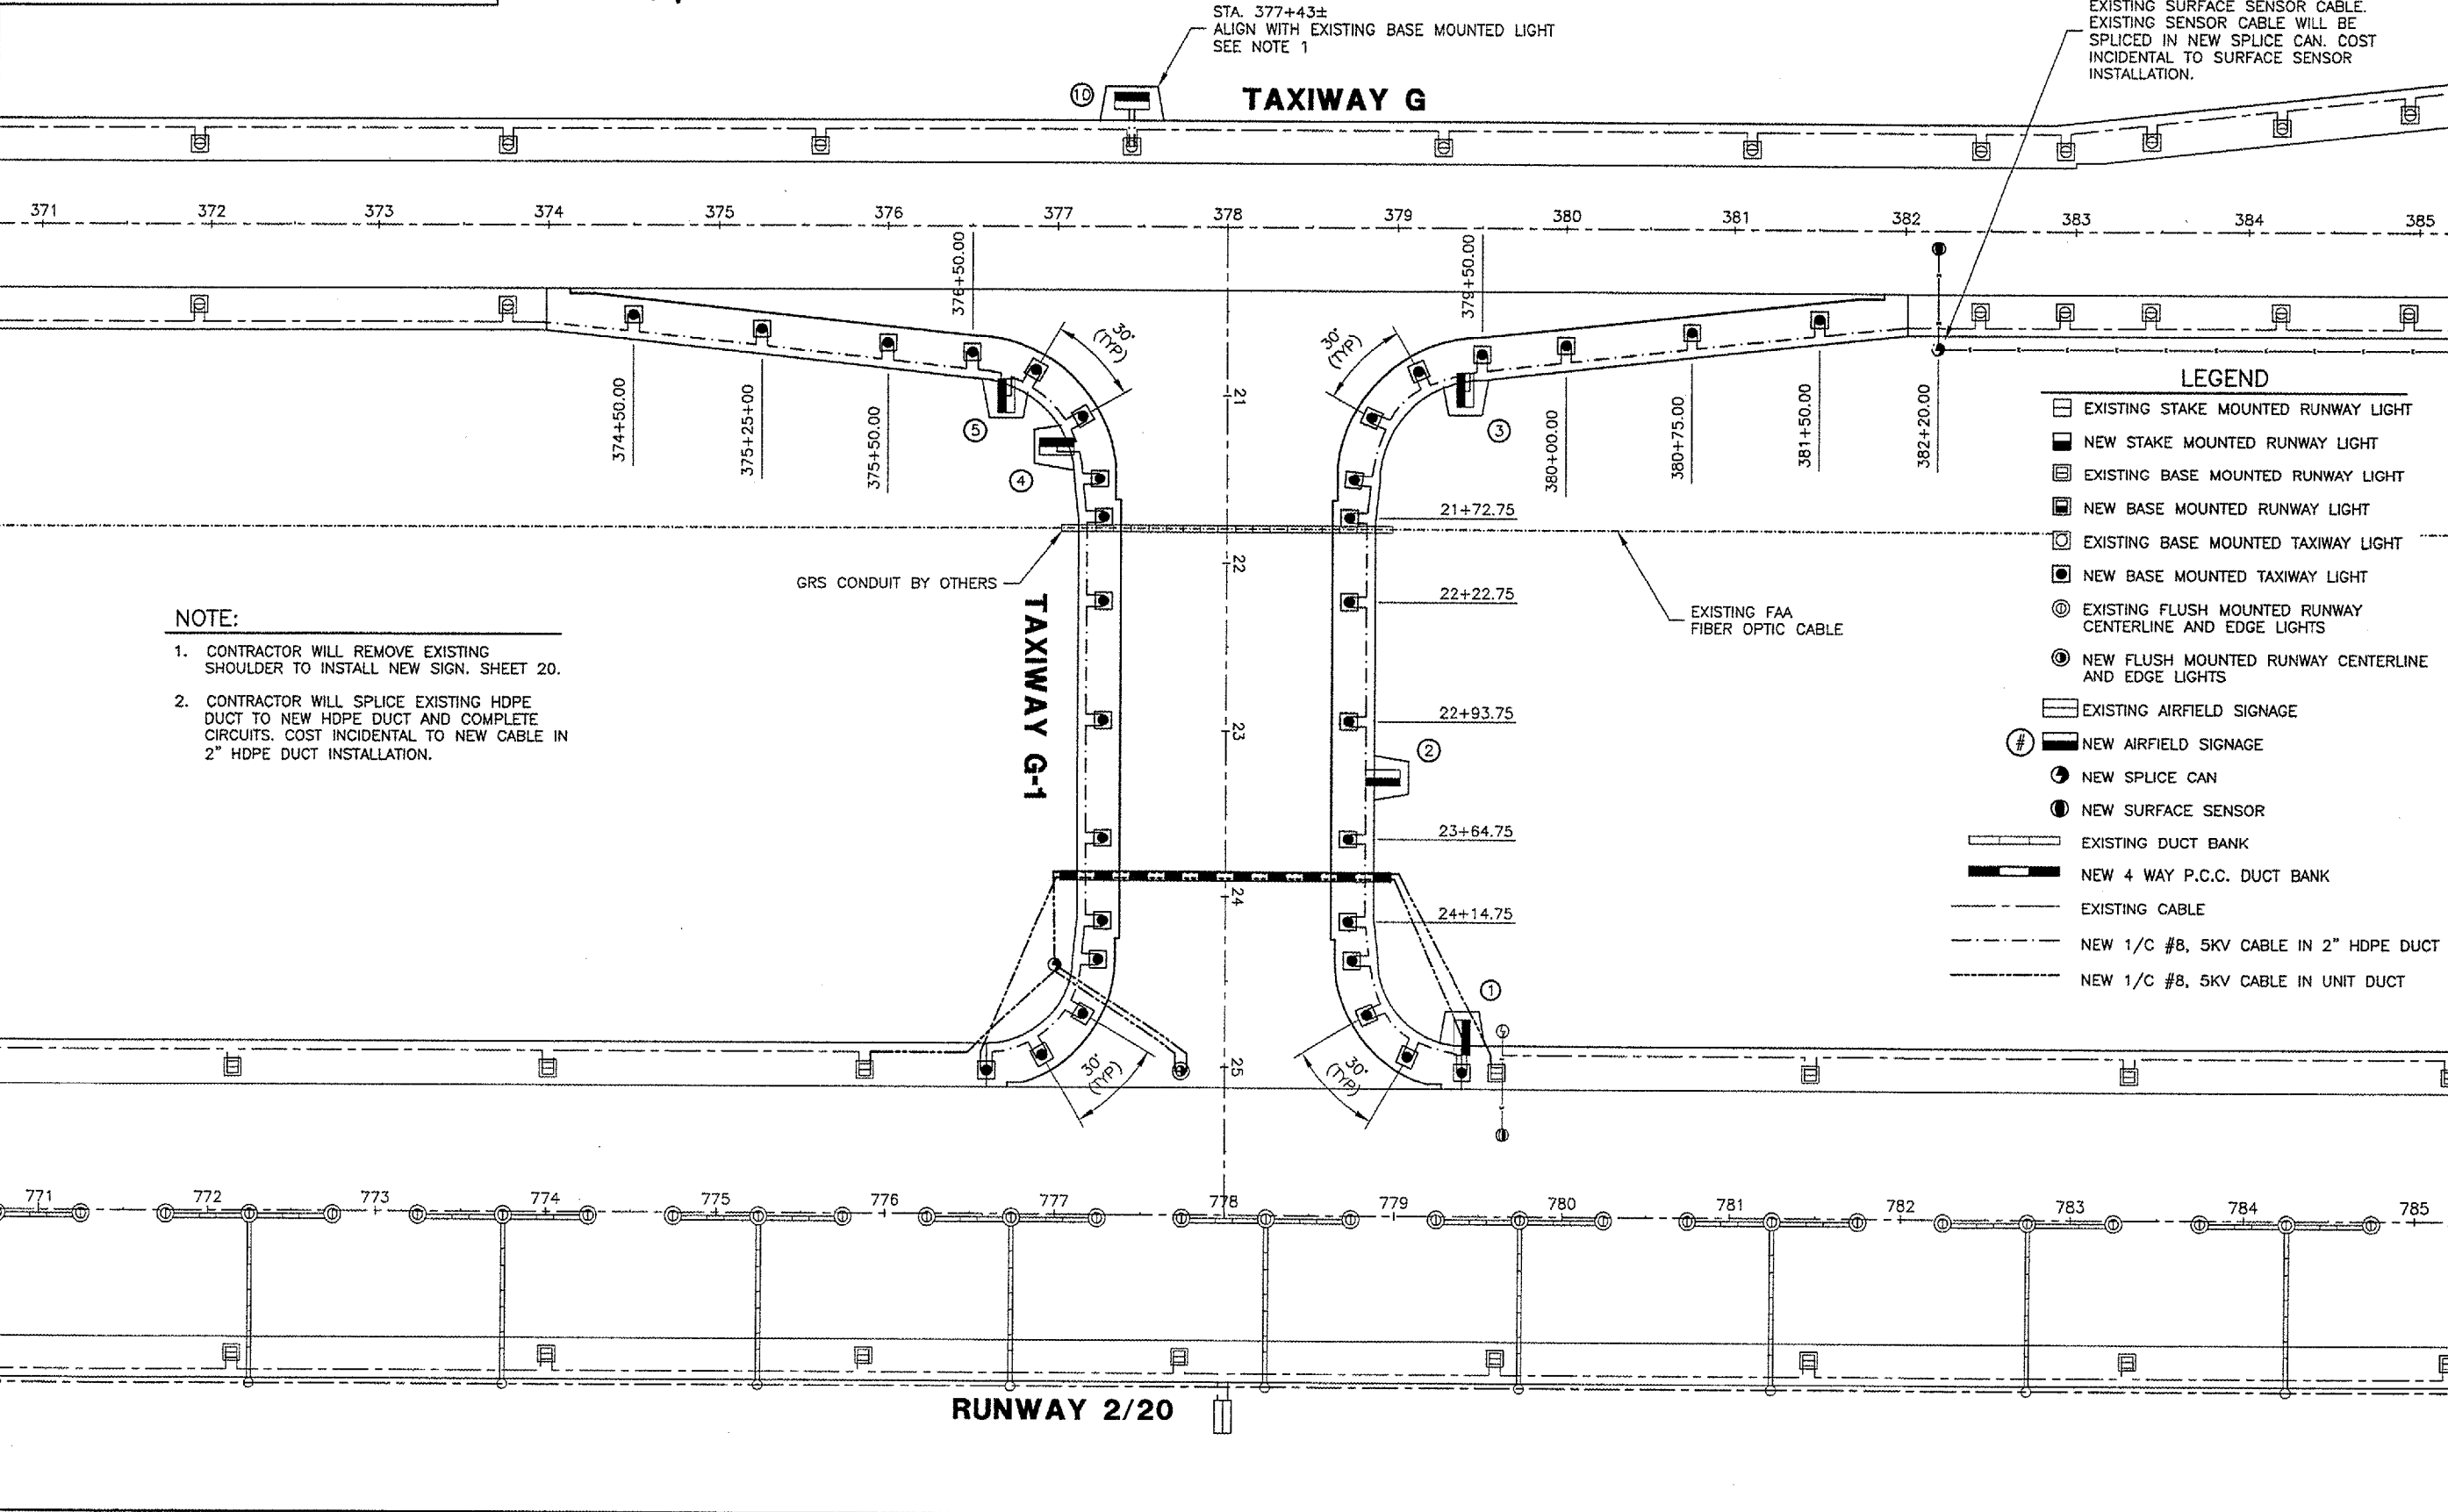 STA. 377+43±
ALIGN WITH EXISTING BASE MOUNTED LIGHT
SEE NOTE 1
EXISTING SURFACE SENSOR CABLE.
EXISTING SENSOR CABLE WILL BE
SPLICED IN NEW SPLICE CAN. COST
INCIDENTAL TO SURFACE SENSOR
INSTALLATION.
10
TAXIWAY G
371 372 373 374 375 376 377 378 379 380 381 382 383 384 385
376+50.00
379+50.00
30°
(TYP)
30°
(TYP)
374+50.00
375+25+00
375+50.00
380+00.00
380+75.00
381+50.00
382+20.00
5
4
3
21
21+72.75
22
GRS CONDUIT BY OTHERS
22+22.75
EXISTING FAA
FIBER OPTIC CABLE
TAXIWAY G-1
22+93.75
23
2
23+64.75
24
24+14.75
1
NOTE:
1. CONTRACTOR WILL REMOVE EXISTING
SHOULDER TO INSTALL NEW SIGN. SHEET 20.
2. CONTRACTOR WILL SPLICE EXISTING HDPE
DUCT TO NEW HDPE DUCT AND COMPLETE
CIRCUITS. COST INCIDENTAL TO NEW CABLE IN
2" HDPE DUCT INSTALLATION.
LEGEND
EXISTING STAKE MOUNTED RUNWAY LIGHT
NEW STAKE MOUNTED RUNWAY LIGHT
EXISTING BASE MOUNTED RUNWAY LIGHT
NEW BASE MOUNTED RUNWAY LIGHT
EXISTING BASE MOUNTED TAXIWAY LIGHT
NEW BASE MOUNTED TAXIWAY LIGHT
EXISTING FLUSH MOUNTED RUNWAY
CENTERLINE AND EDGE LIGHTS
NEW FLUSH MOUNTED RUNWAY CENTERLINE
AND EDGE LIGHTS
EXISTING AIRFIELD SIGNAGE
# NEW AIRFIELD SIGNAGE
NEW SPLICE CAN
NEW SURFACE SENSOR
EXISTING DUCT BANK
NEW 4 WAY P.C.C. DUCT BANK
EXISTING CABLE
NEW 1/C #8, 5KV CABLE IN 2" HDPE DUCT
NEW 1/C #8, 5KV CABLE IN UNIT DUCT
30°
(TYP)
25
30°
(TYP)
771 772 773 774 775 776 777 778 779 780 781 782 783 784 785
RUNWAY 2/20